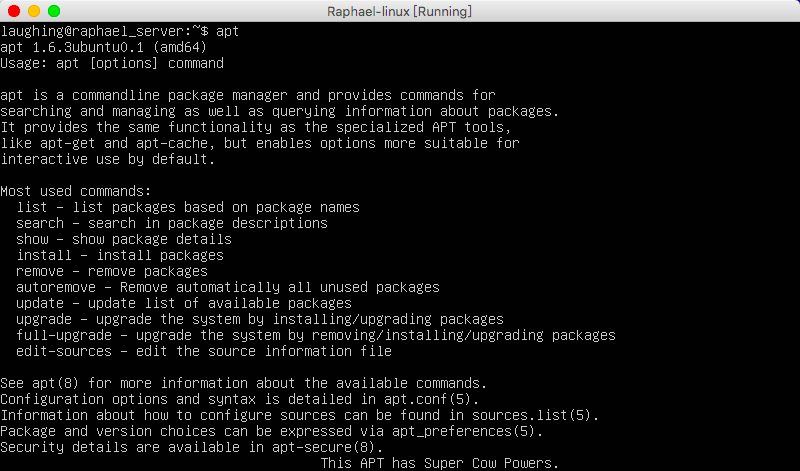 Raphael-linux [Running]
laughing@raphael_server:~$ apt
apt 1.6.3ubuntu0.1 (amd64)
Usage: apt [options] command
apt is a commandline package manager and provides commands for
searching and managing as well as querying information about packages.
It provides the same functionality as the specialized APT tools,
like apt-get and apt-cache, but enables options more suitable for
interactive use by default.
Most used commands:
list - list packages based on package names
search - search in package descriptions
show - show package details
install - install packages
remove - remove packages
autoremove - Remove automatically all unused packages
update - update list of available packages
upgrade - upgrade the system by installing/upgrading packages
full-upgrade - upgrade the system by removing/installing/upgrading packages
edit-sources - edit the source information file
See apt(8) for more information about the available commands.
Configuration options and syntax is detailed in apt.conf(5).
Information about how to configure sources can be found in sources.list(5).
Package and version choices can be expressed via apt_preferences(5).
Security details are available in apt-secure(8).
This APT has Super Cow Powers.